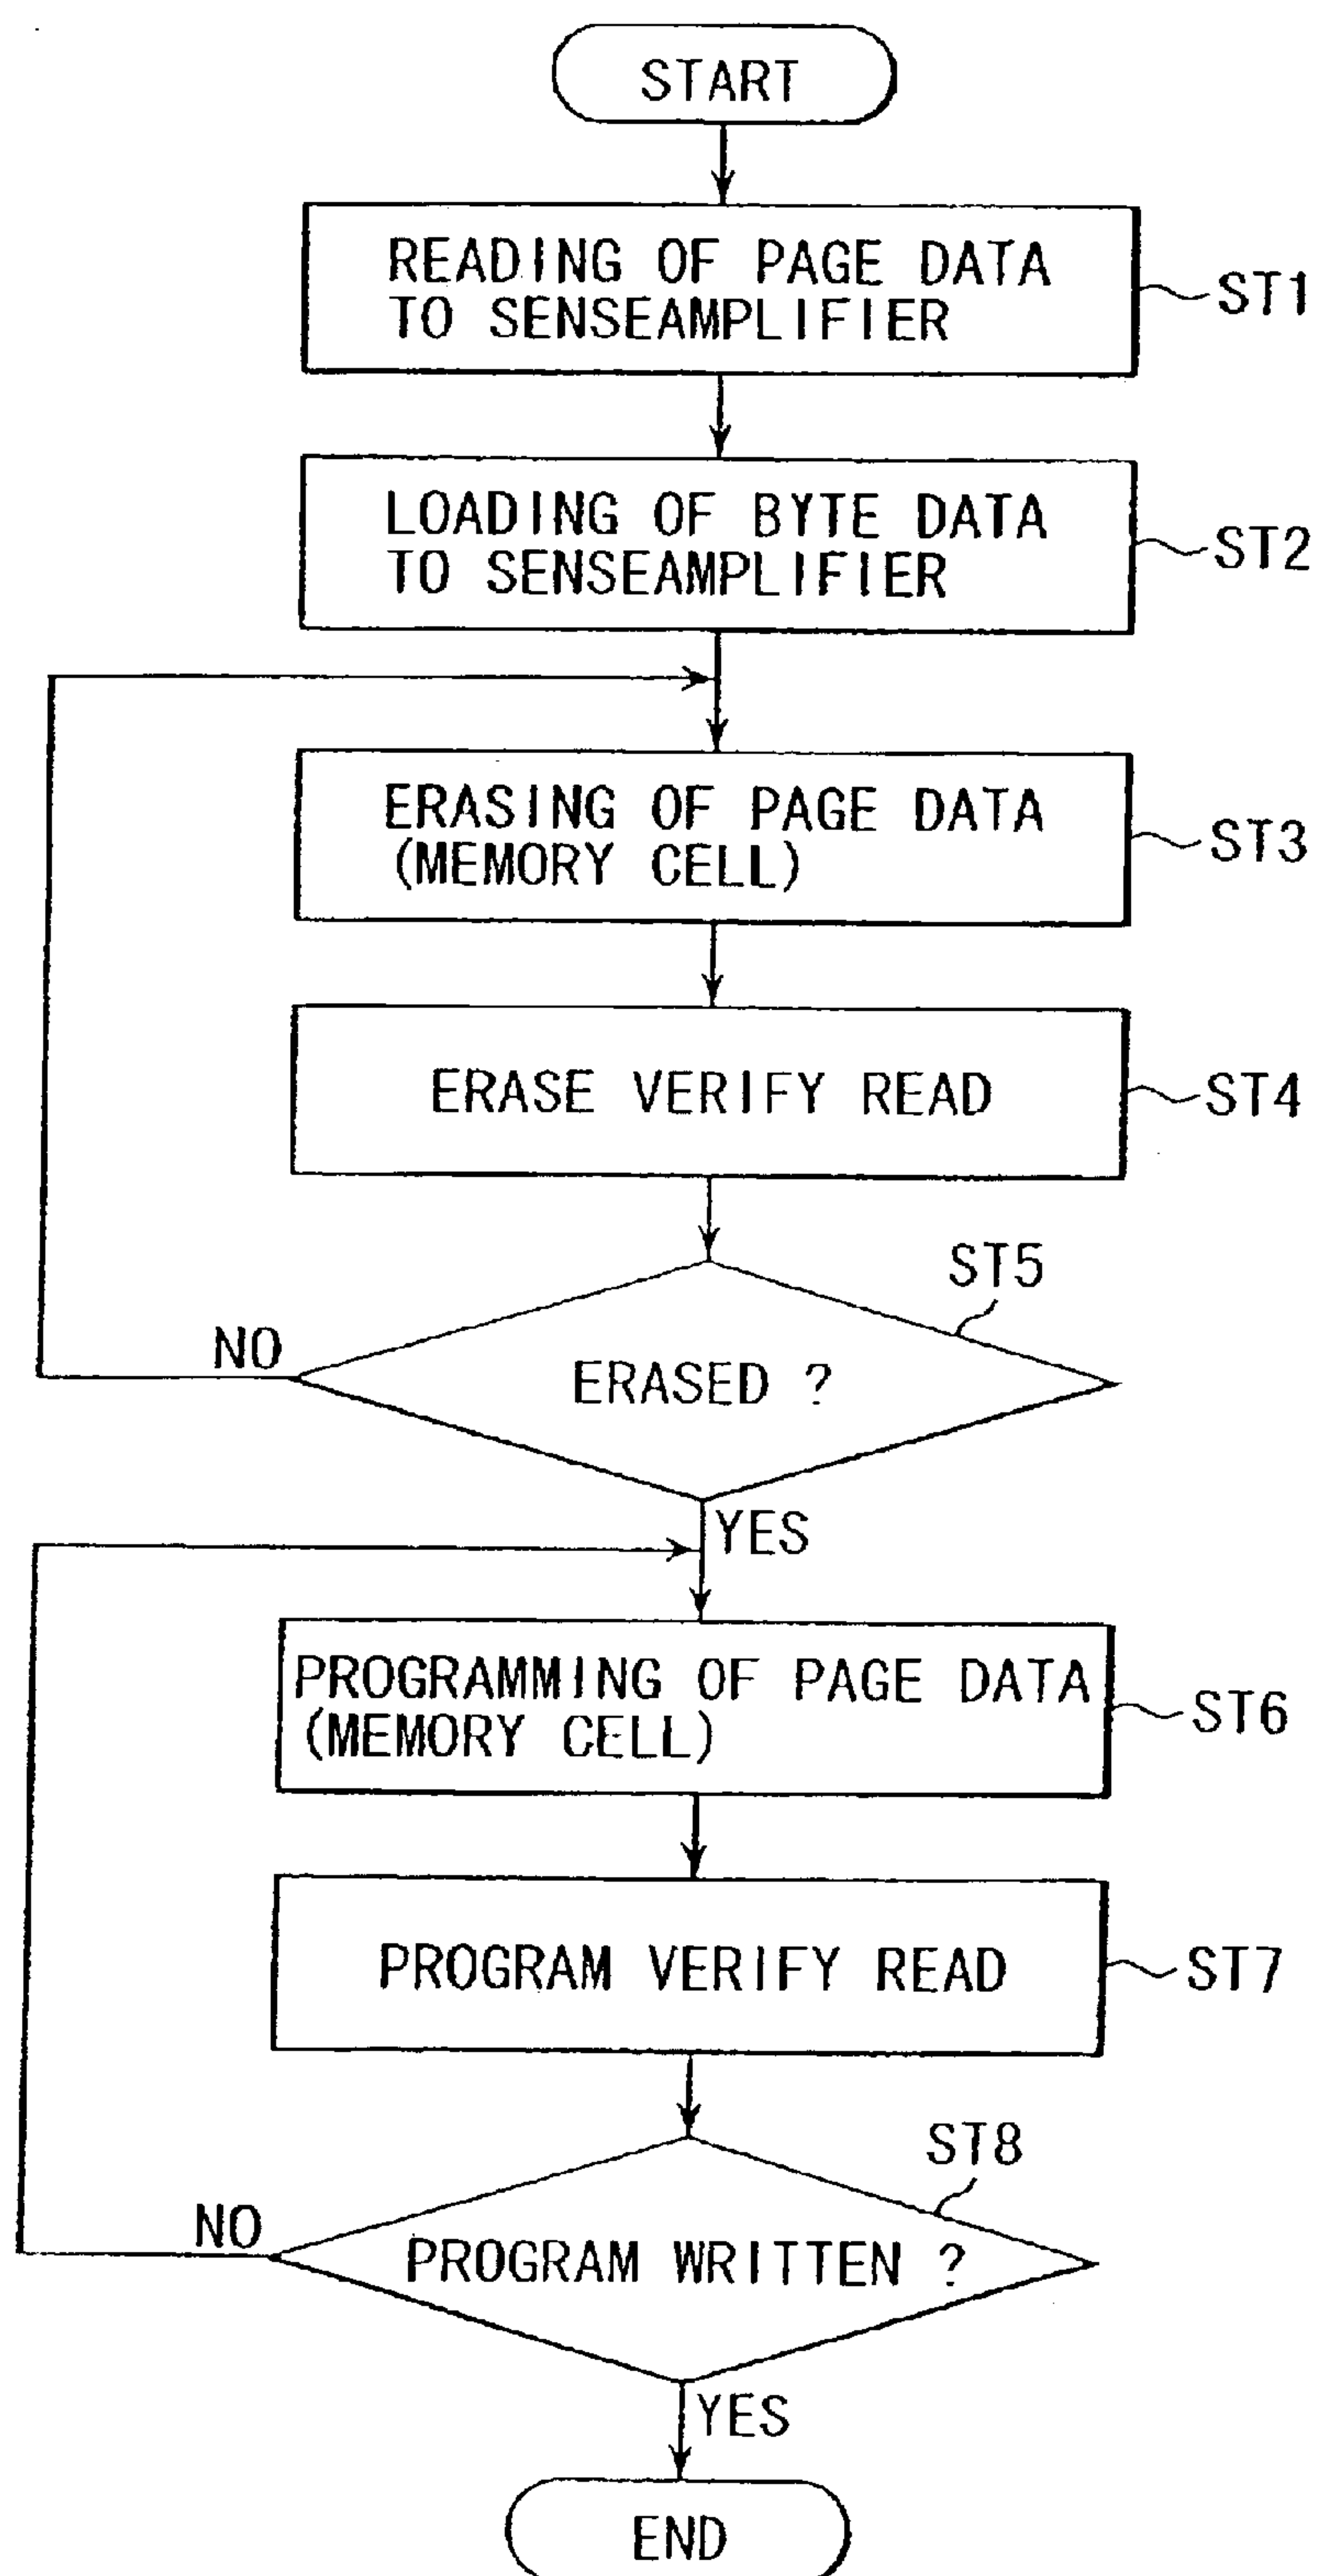 START
READING OF PAGE DATA
TO SENSEAMPLIFIER
ST1
LOADING OF BYTE DATA
TO SENSEAMPLIFIER
ST2
ERASING OF PAGE DATA
(MEMORY CELL)
ST3
ERASE VERIFY READ
ST4
ST5
NO
ERASED ?
YES
PROGRAMMING OF PAGE DATA
(MEMORY CELL)
ST6
PROGRAM VERIFY READ
ST7
ST8
NO
PROGRAM WRITTEN ?
YES
END